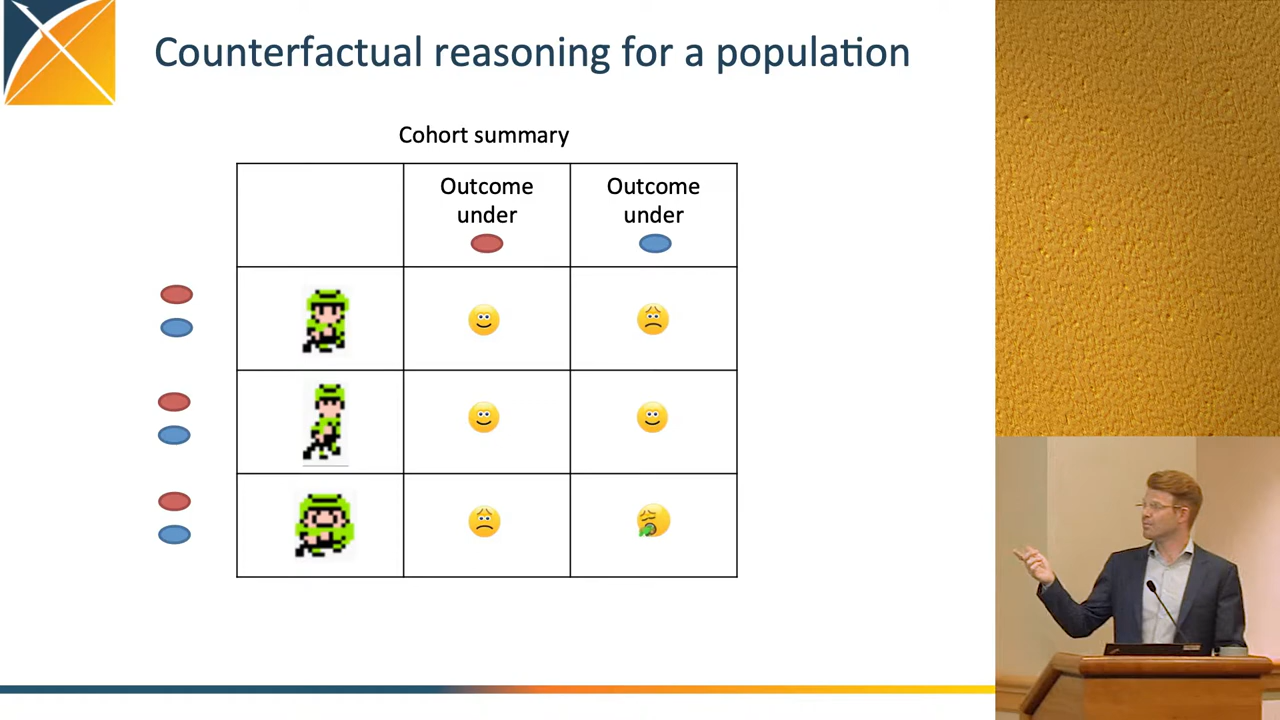 Counterfactual reasoning for a population
Cohort summary
Outcome
under
Outcome
under